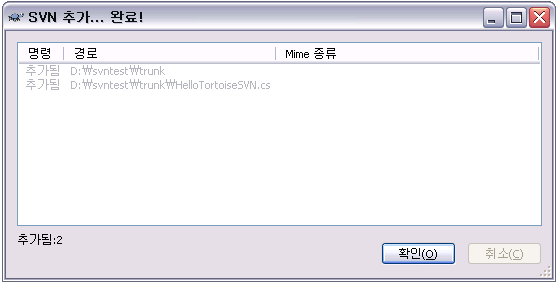 SVN 추가... 완료!
명령 경로 Mime 종류
추가됨 D:₩svntest₩trunk
추가됨 D:₩svntest₩trunk₩HelloTortoiseSVN.cs
추가됨:2
확인(O) 취소(C)